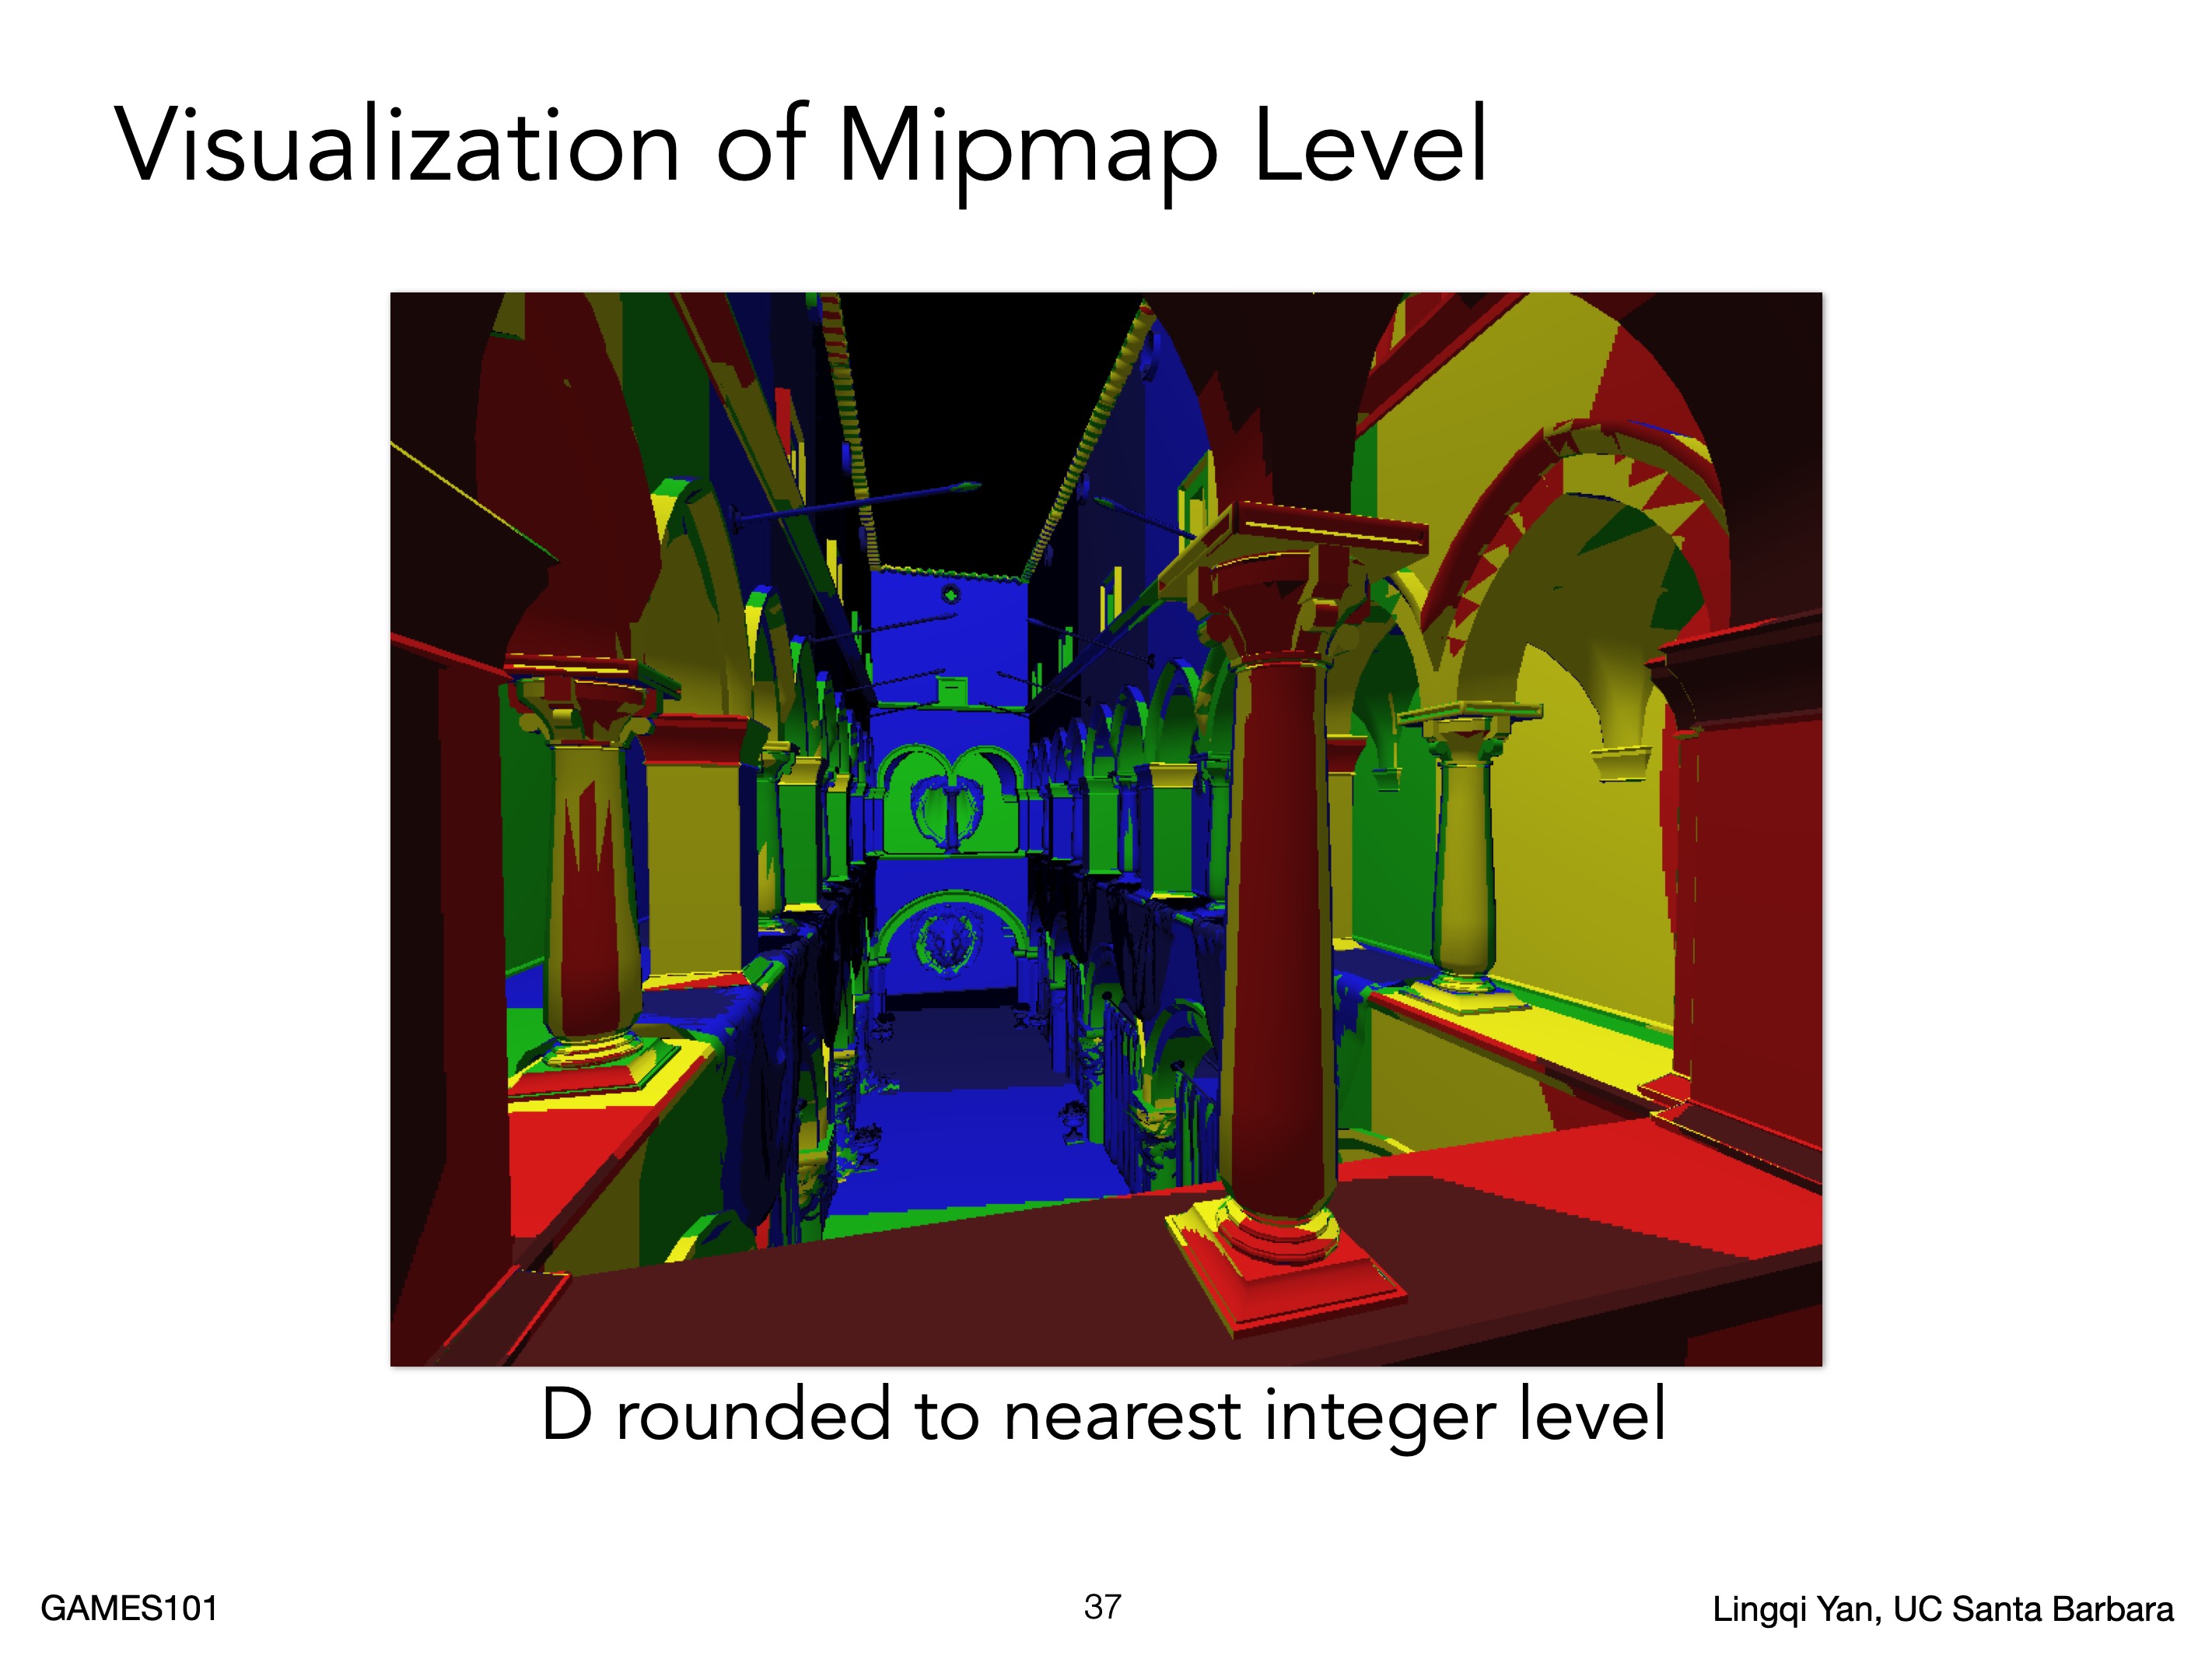 Visualization of Mipmap Level
D rounded to nearest integer level
GAMES101
37
Lingqi Yan, UC Santa Barbara